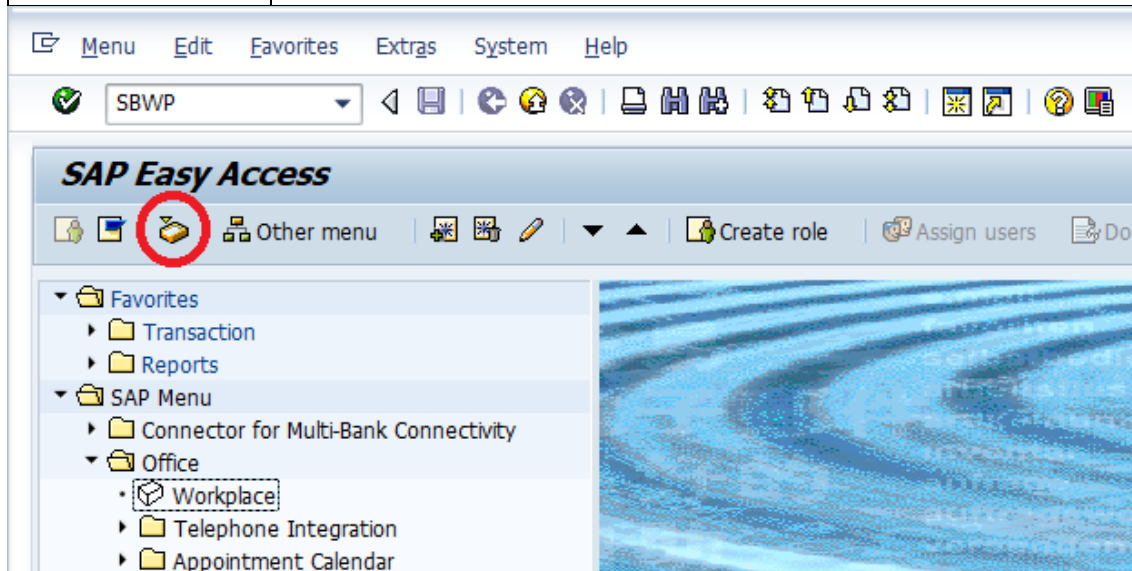 Menu Edit Favorites Extras System Help
SBWP
SAP Easy Access
Other menu Create role Assign users Do
Favorites
Transaction
Reports
SAP Menu
Connector for Multi-Bank Connectivity
Office
Workplace
Telephone Integration
Appointment Calendar